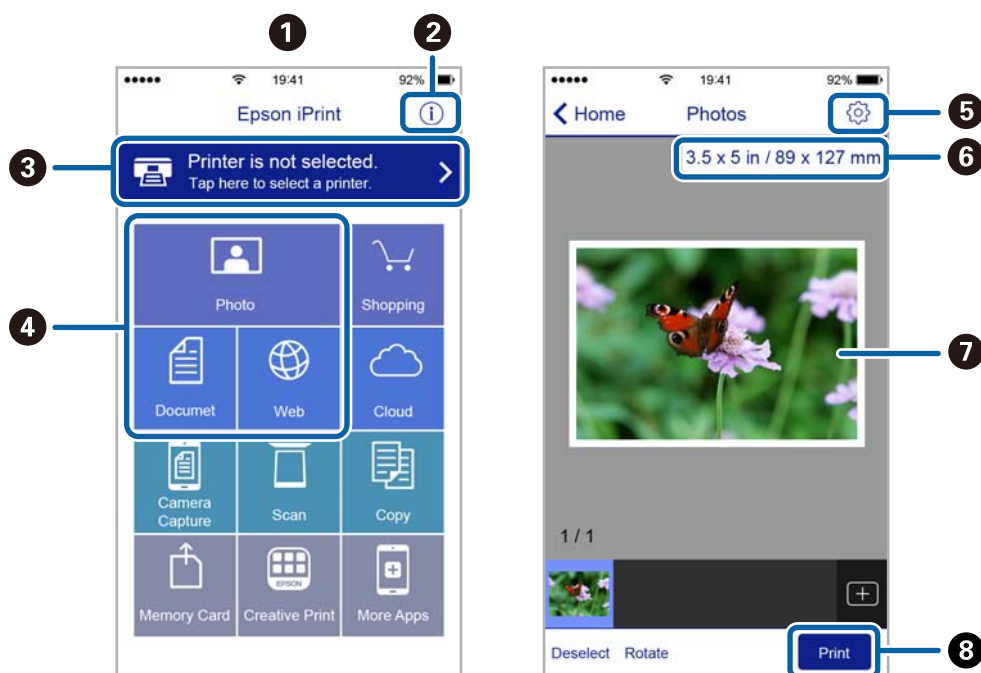 1
2
19:41
92%
Epson iPrint
3
Printer is not selected.
Tap here to select a printer.
4
Photo
Shopping
Documet
Web
Cloud
Camera
Capture
Scan
Copy
EPSON
Memory Card
Creative Print
More Apps
19:41
92%
Home
Photos
5
3.5 x 5 in / 89 x 127 mm
6
7
1 / 1
Deselect
Rotate
Print
8